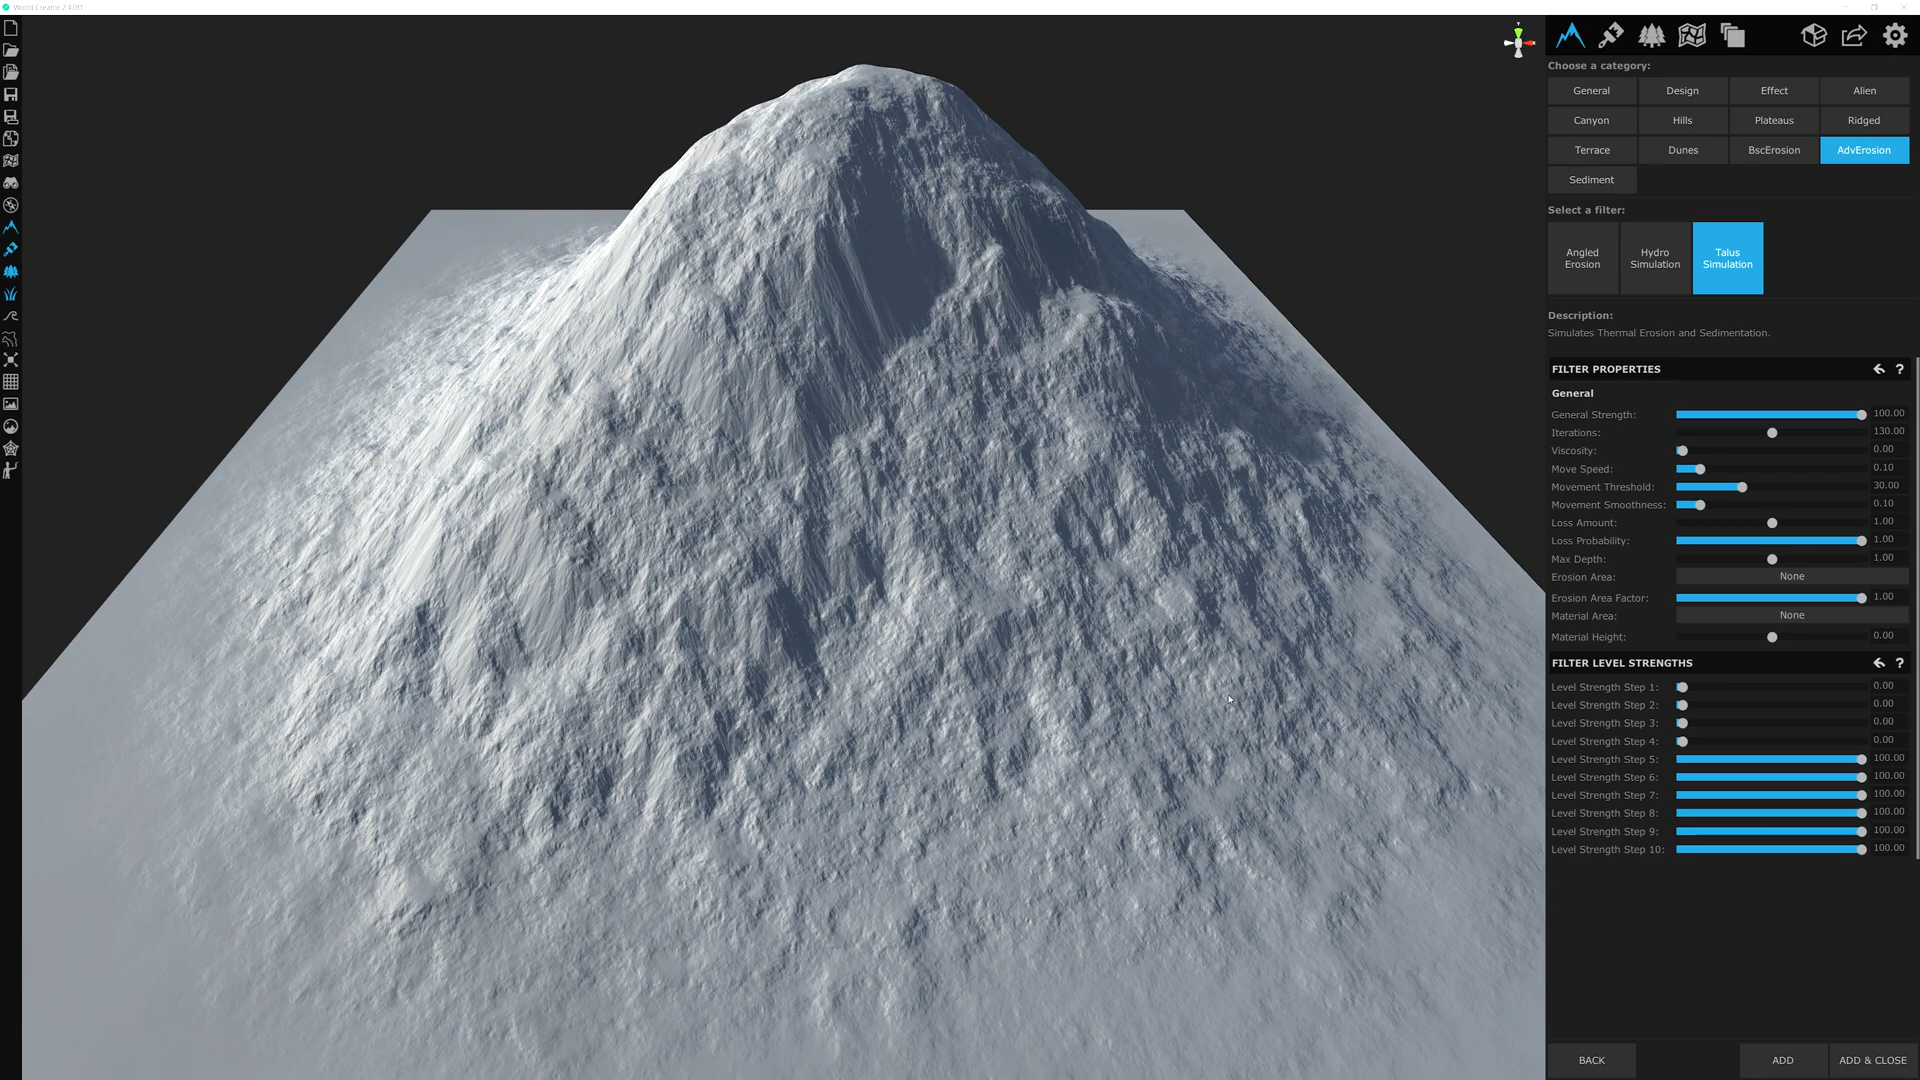 World Creator 2.4.0f1
Y
Choose a category:
General Design Effect Alien
Canyon Hills Plateaus Ridged
Terrace Dunes BscErosion AdvErosion
Sediment
Select a filter:
Angled Erosion
Hydro Simulation
Talus Simulation
Description:
Simulates Thermal Erosion and Sedimentation.
FILTER PROPERTIES ?
General
General Strength: 100.00
Iterations: 130.00
Viscosity: 0.00
Move Speed: 0.10
Movement Threshold: 30.00
Movement Smoothness: 0.10
Loss Amount: 1.00
Loss Probability: 1.00
Max Depth: 1.00
Erosion Area: None
Erosion Area Factor: 1.00
Material Area: None
Material Height: 0.00
FILTER LEVEL STRENGTHS ?
Level Strength Step 1: 0.00
Level Strength Step 2: 0.00
Level Strength Step 3: 0.00
Level Strength Step 4: 0.00
Level Strength Step 5: 100.00
Level Strength Step 6: 100.00
Level Strength Step 7: 100.00
Level Strength Step 8: 100.00
Level Strength Step 9: 100.00
Level Strength Step 10: 100.00
BACK ADD ADD & CLOSE